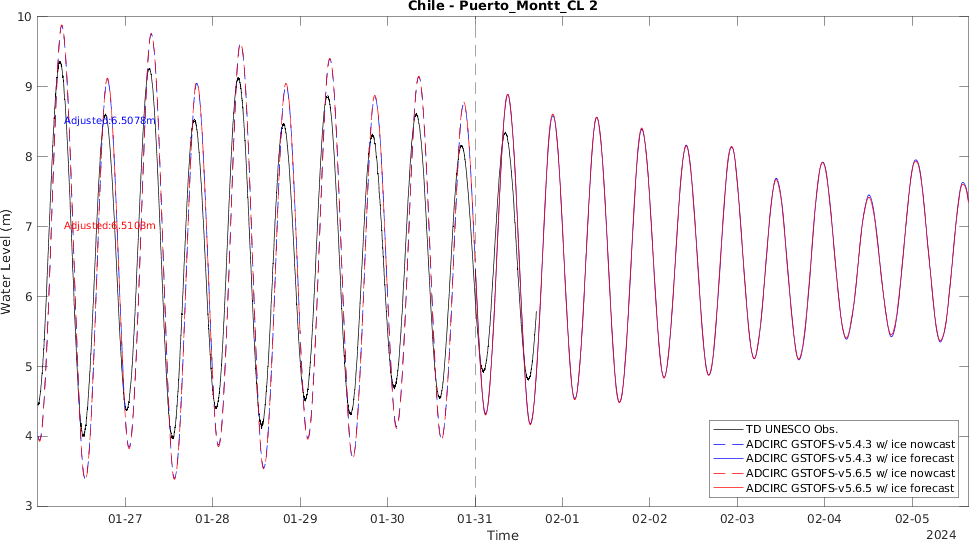 Chile - Puerto_Montt_CL 2
10
9
8
7
6
5
4
3
Water Level (m)
Adjusted:6.5078m
Adjusted:6.5103m
01-27
01-28
01-29
01-30
01-31
02-01
02-02
02-03
02-04
02-05
Time
2024
TD UNESCO Obs.
ADCIRC GSTOFS-v5.4.3 w/ ice nowcast
ADCIRC GSTOFS-v5.4.3 w/ ice forecast
ADCIRC GSTOFS-v5.6.5 w/ ice nowcast
ADCIRC GSTOFS-v5.6.5 w/ ice forecast